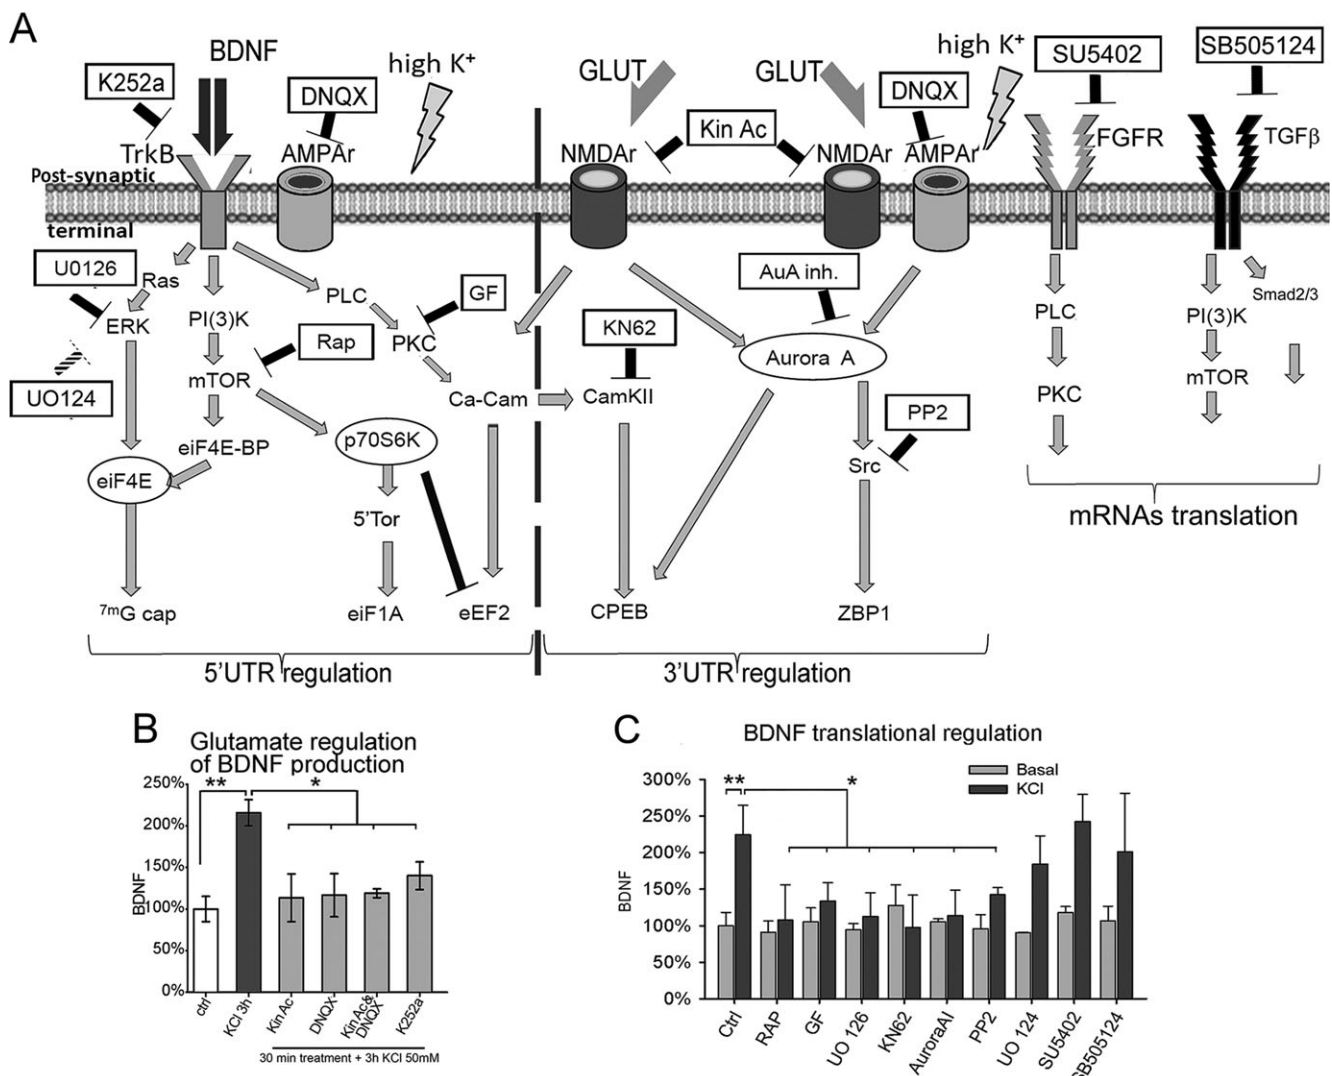 A
BDNF
K252a
DNQX
high K+
TrkB
AMPAr
GLUT
GLUT
DNQX
high K+
Kin Ac
NMDAr
NMDAr
AMPAr
SU5402
SB505124
FGFR
TGFβ
Post-synaptic
terminal
U0126
Ras
ERK
UO124
PI(3)K
mTOR
eiF4E-BP
eiF4E
7mG cap
Rap
PLC
GF
PKC
Ca-Cam
p70S6K
5'Tor
eiF1A
eEF2
5'UTR regulation
KN62
CamKII
CPEB
AuA inh.
Aurora A
PP2
Src
ZBP1
3'UTR regulation
PLC
PKC
PI(3)K
mTOR
Smad2/3
mRNAs translation
B
Glutamate regulation
of BDNF production
**
*
250%
200%
150%
100%
50%
0%
BDNF
ctrl
KCl 3h
Kin Ac
DNQX
Kin Ac&
DNQX
K252a
30 min treatment + 3h KCl 50mM
C
BDNF translational regulation
Basal
KCl
**
*
300%
250%
200%
150%
100%
50%
0%
BDNF
Ctrl
RAP
GF
UO 126
KN62
AuroraAI
PP2
UO 124
SU5402
SB505124